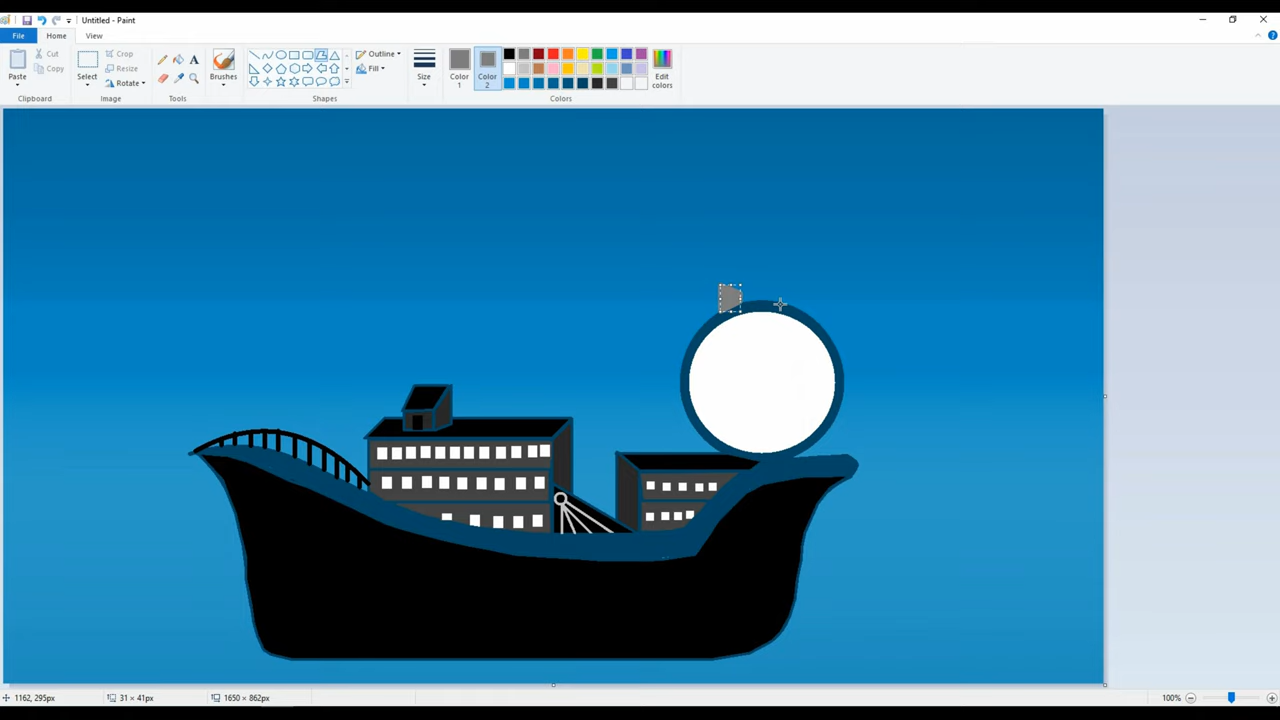 Untitled - Paint
File
Home
View
Paste
Cut
Copy
Clipboard
Select
Crop
Resize
Rotate
Image
A
Tools
Brushes
Outline
Fill
Shapes
Size
Color 1
Color 2
Edit colors
Colors
1162, 295px
31 × 41px
1650 × 862px
100%